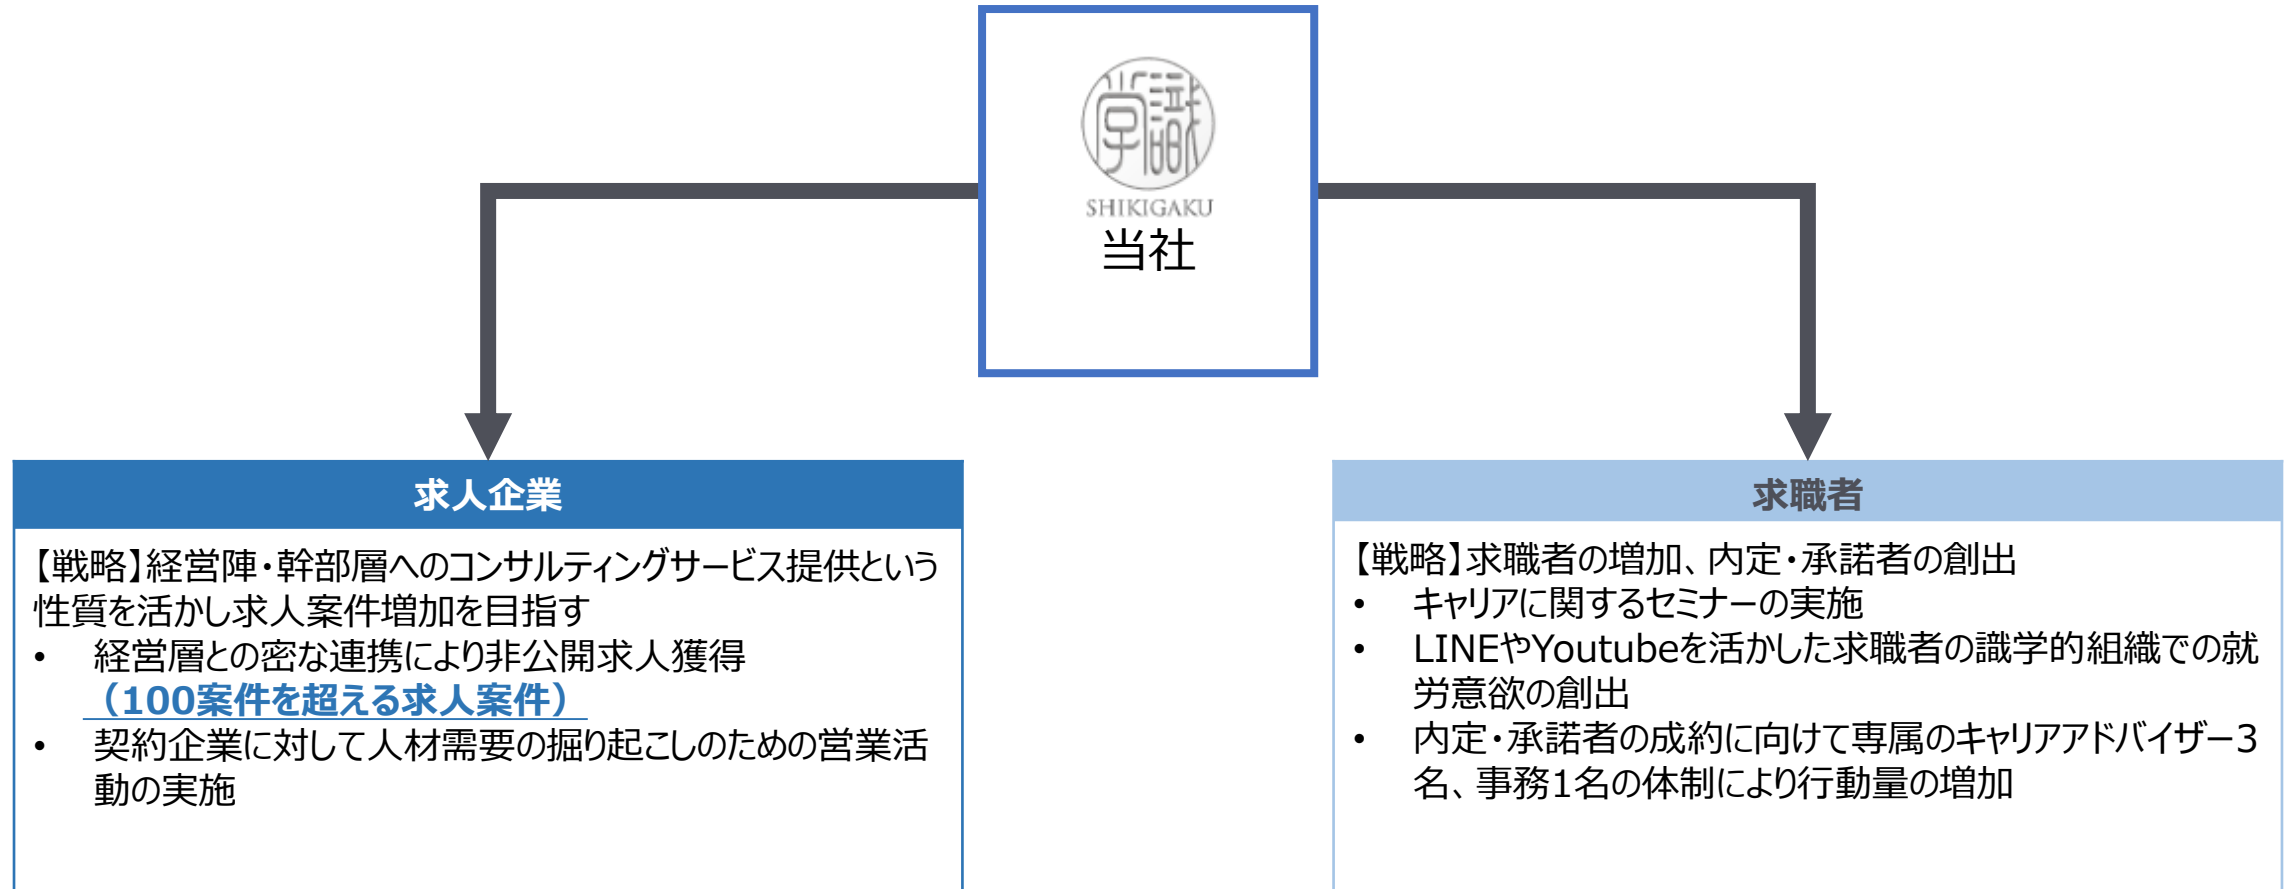 識学
SHIKIGAKU
当社
求人企業
【戦略】経営陣・幹部層へのコンサルティングサービス提供という
性質を活かし求人案件増加を目指す
• 経営層との密な連携により非公開求人獲得
（100案件を超える求人案件）
• 契約企業に対して人材需要の掘り起こしのための営業活
動の実施
求職者
【戦略】求職者の増加、内定・承諾者の創出
• キャリアに関するセミナーの実施
• LINEやYoutubeを活かした求職者の識学的組織での就
労意欲の創出
• 内定・承諾者の成約に向けて専属のキャリアアドバイザー3
名、事務1名の体制により行動量の増加